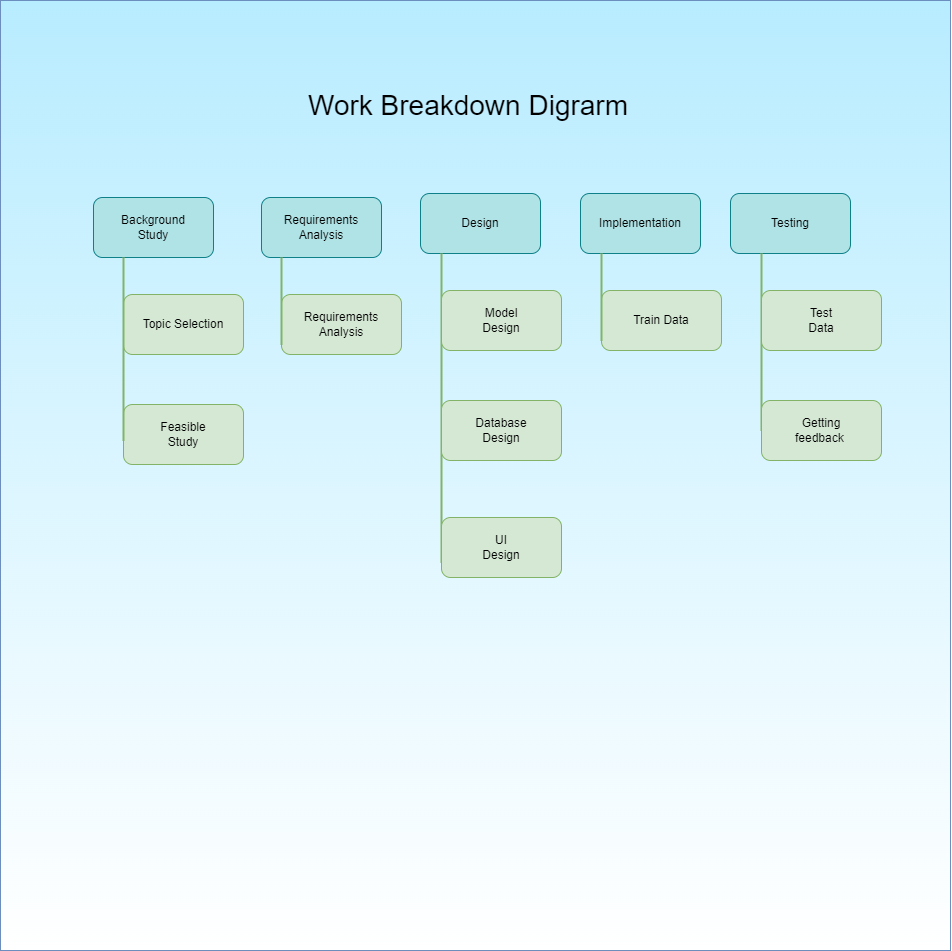 Work Breakdown Digrarm
Background
Study
Requirements
Analysis
Design
Implementation
Testing
Topic Selection
Requirements
Analysis
Model
Design
Train Data
Test
Data
Feasible
Study
Database
Design
Getting
feedback
UI
Design